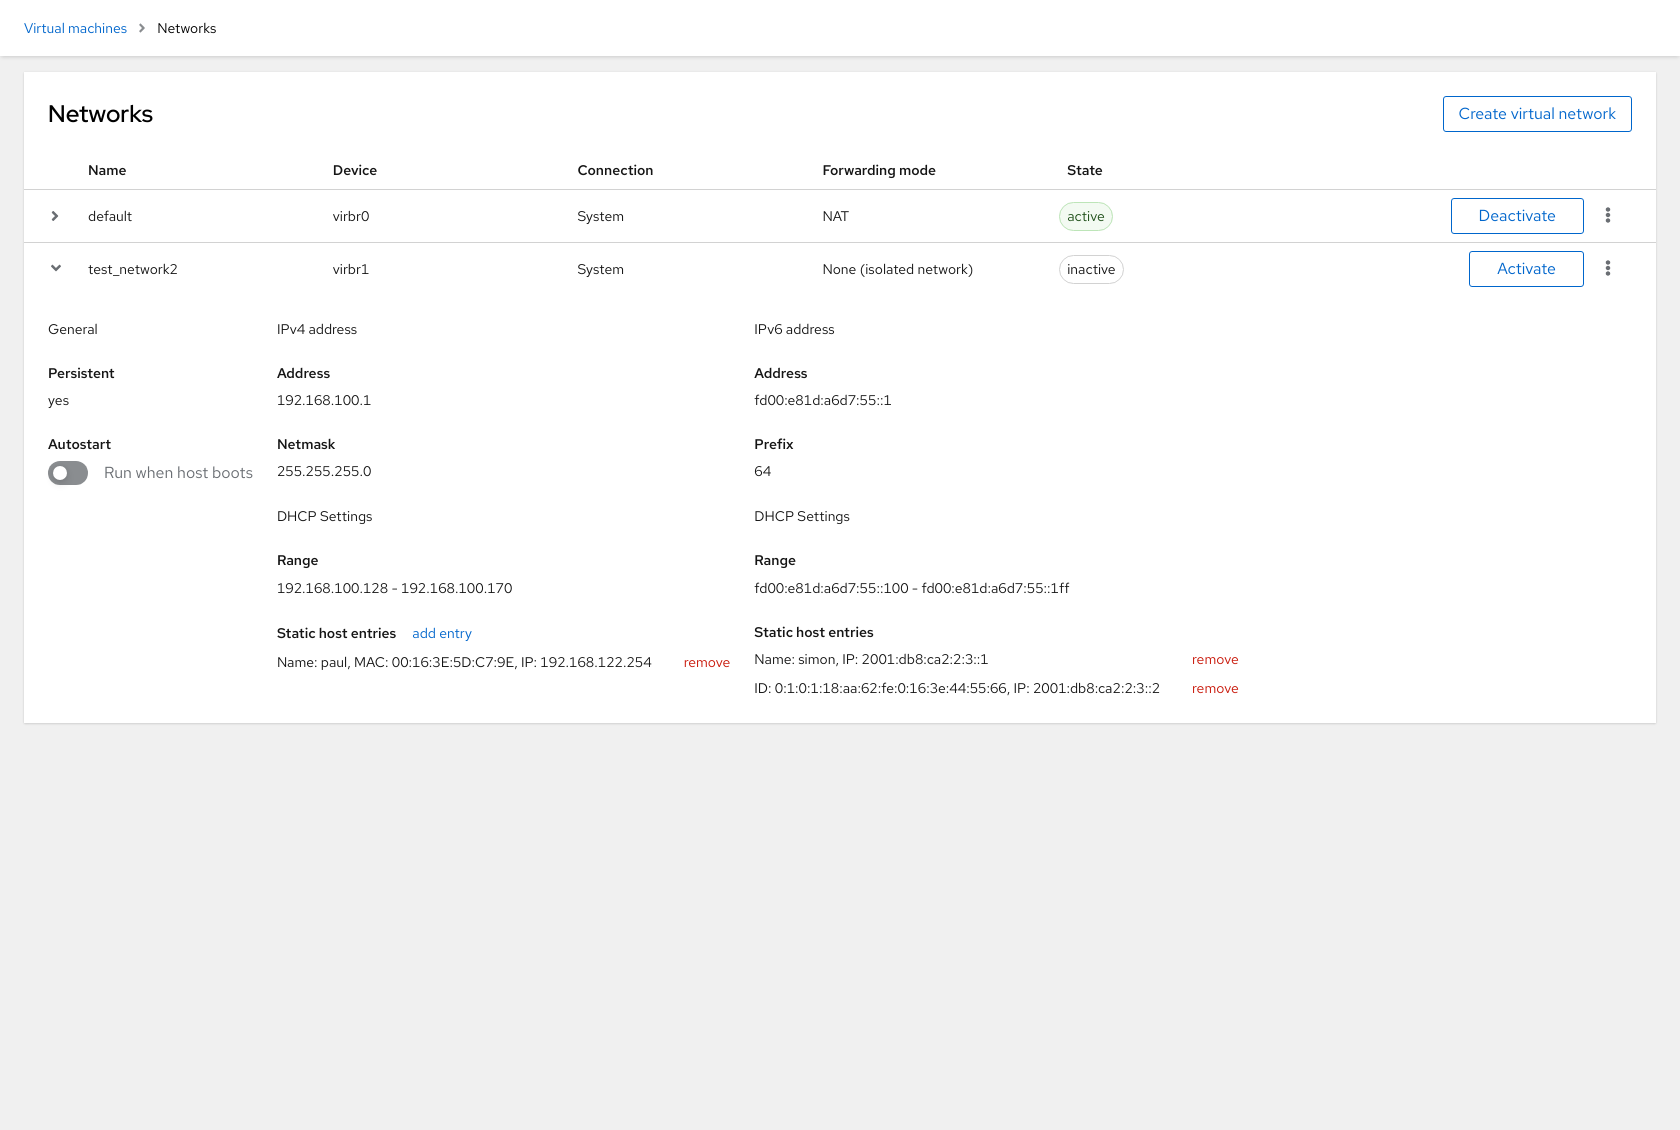 Virtual machines > Networks
Networks
Create virtual network
Name Device Connection Forwarding mode State
default virbr0 System NAT active Deactivate
test_network2 virbr1 System None (isolated network) inactive Activate
General IPv4 address IPv6 address
Persistent Address Address
yes 192.168.100.1 fd00:e81d:a6d7:55::1
Autostart Netmask Prefix
Run when host boots 255.255.255.0 64
DHCP Settings DHCP Settings
Range Range
192.168.100.128 - 192.168.100.170 fd00:e81d:a6d7:55::100 - fd00:e81d:a6d7:55::1ff
Static host entries add entry Static host entries
Name: paul, MAC: 00:16:3E:5D:C7:9E, IP: 192.168.122.254 remove Name: simon, IP: 2001:db8:ca2:2:3::1 remove
ID: 0:1:0:1:18:aa:62:fe:0:16:3e:44:55:66, IP: 2001:db8:ca2:2:3::2 remove